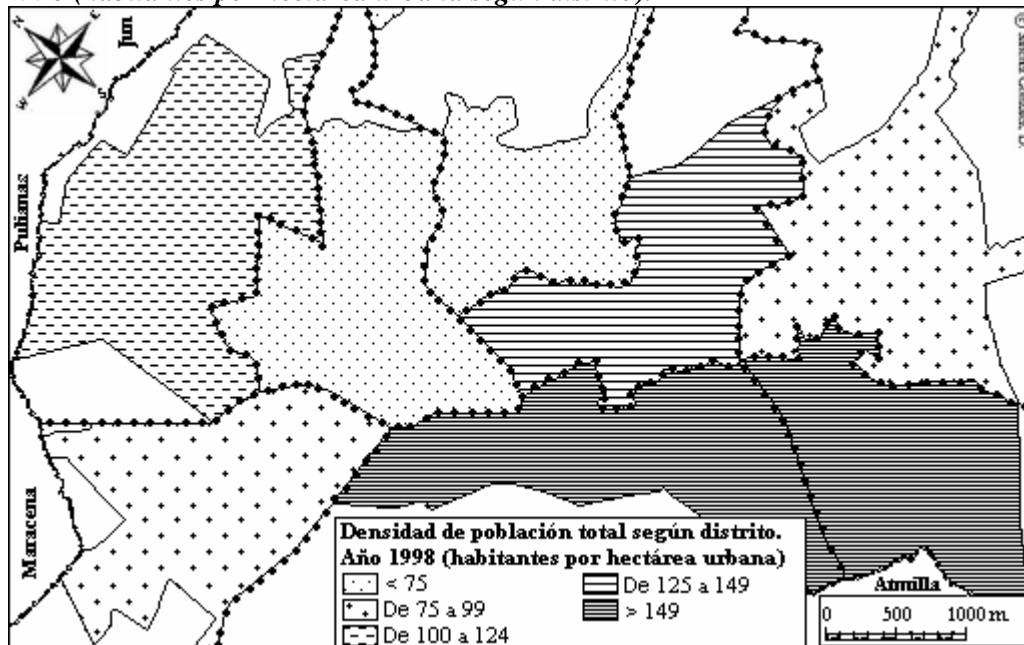 N
E
S
W
Jun
Pulianas
Maracena
Densidad de población total según distrito.
Año 1998 (habitantes por hectárea urbana)
< 75
De 75 a 99
De 100 a 124
De 125 a 149
> 149
Armilla
0 500 1000 m.